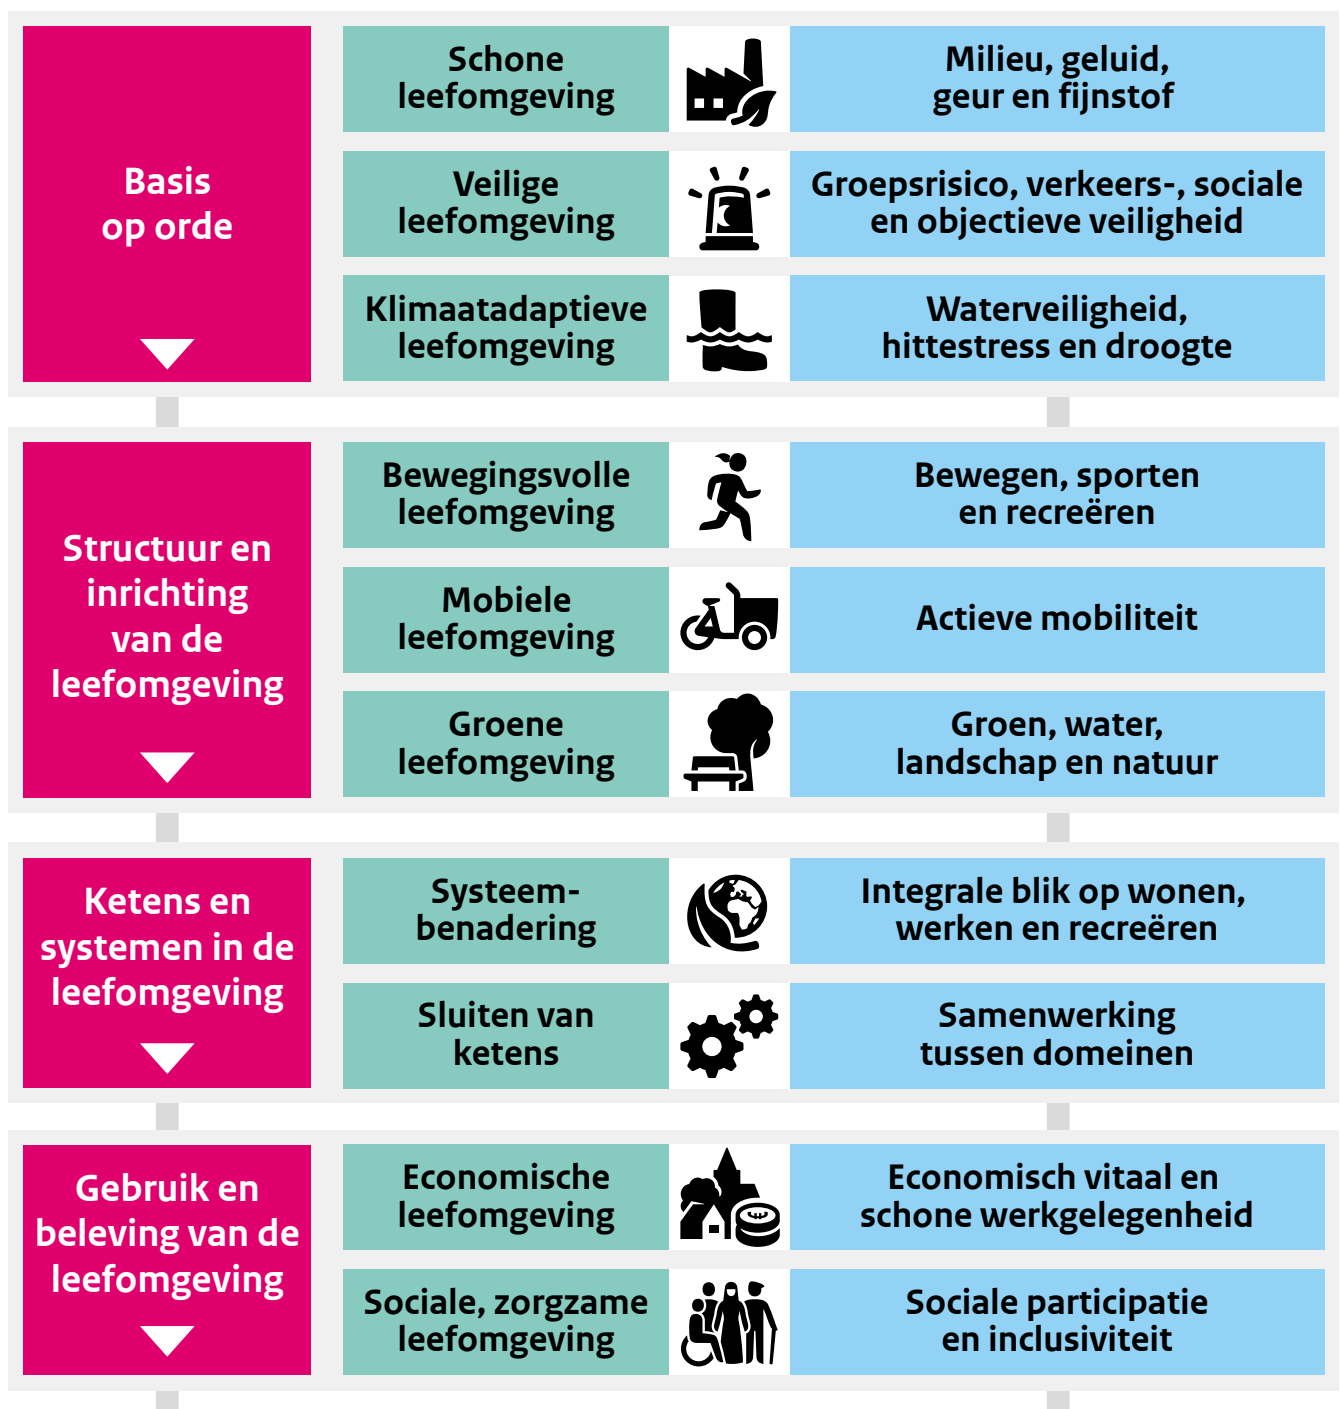 Basis
op orde
Schone
leefomgeving
Milieu, geluid,
geur en fijnstof
Veilige
leefomgeving
Groepsrisico, verkeers-, sociale
en objectieve veiligheid
Klimaatadaptieve
leefomgeving
Waterveiligheid,
hittestress en droogte
Structuur en
inrichting
van de
leefomgeving
Bewegingsvolle
leefomgeving
Bewegen, sporten
en recreëren
Mobiele
leefomgeving
Actieve mobiliteit
Groene
leefomgeving
Groen, water,
landschap en natuur
Ketens en
systemen in de
leefomgeving
Systeem-
benadering
Integrale blik op wonen,
werken en recreëren
Sluiten van
ketens
Samenwerking
tussen domeinen
Gebruik en
beleving van de
leefomgeving
Economische
leefomgeving
Economisch vitaal en
schone werkgelegenheid
Sociale, zorgzame
leefomgeving
Sociale participatie
en inclusiviteit